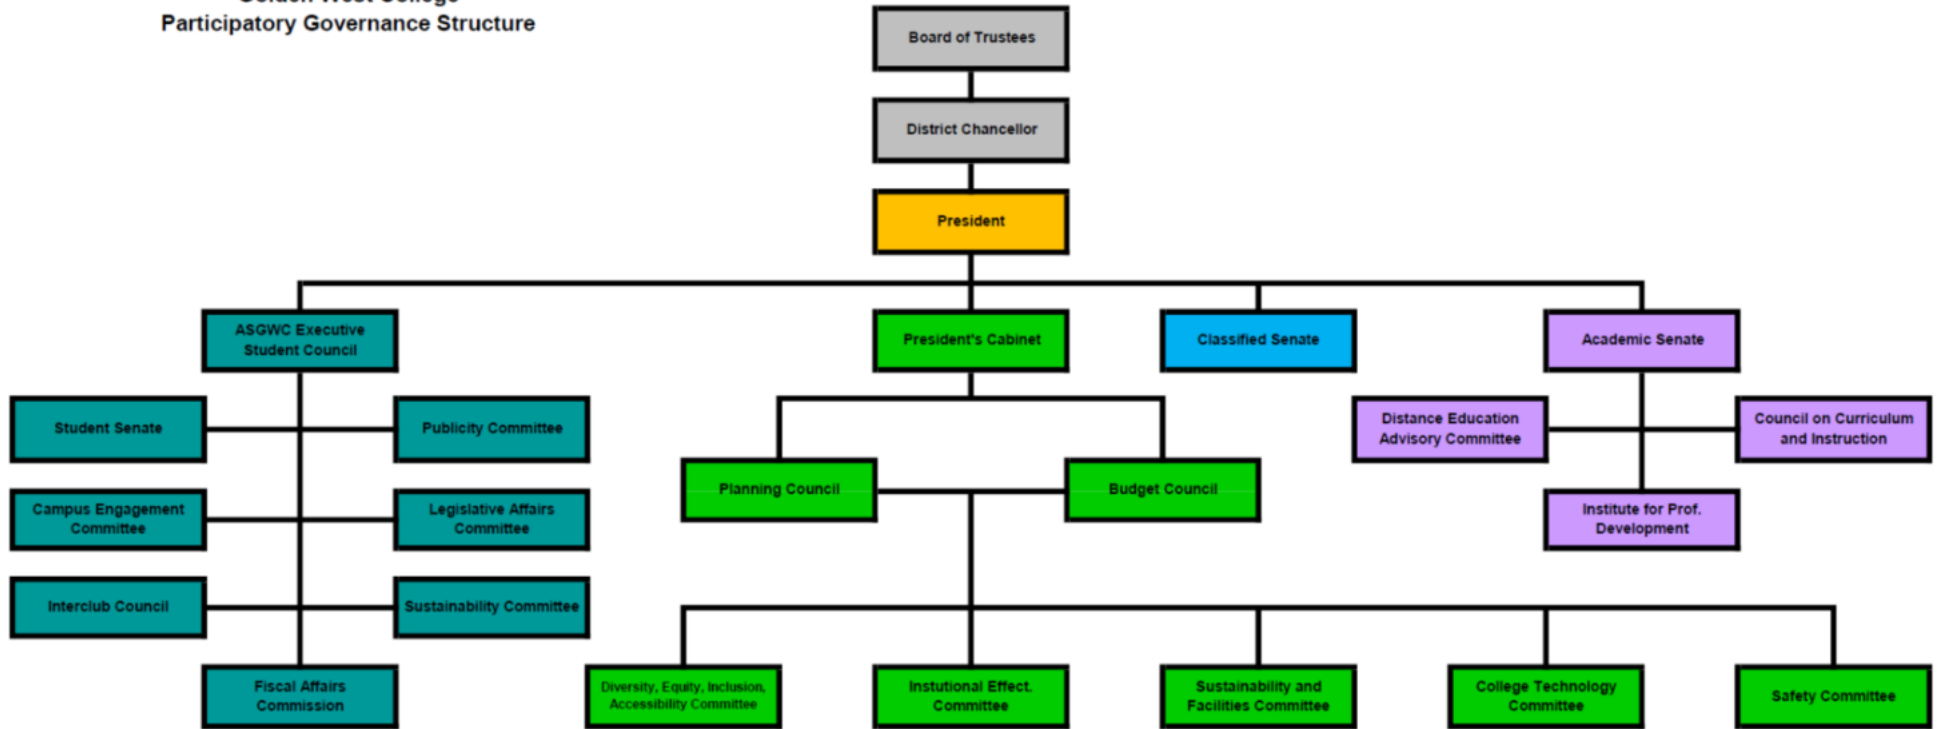 Golden West College
Participatory Governance Structure
Board of Trustees
District Chancellor
President
ASGWC Executive
Student Council
President's Cabinet
Classified Senate
Academic Senate
Student Senate
Publicity Committee
Distance Education
Advisory Committee
Council on Curriculum
and Instruction
Planning Council
Budget Council
Campus Engagement
Committee
Legislative Affairs
Committee
Institute for Prof.
Development
Interclub Council
Sustainability Committee
Fiscal Affairs
Commission
Diversity, Equity, Inclusion,
Accessibility Committee
Instutional Effect.
Committee
Sustainability and
Facilities Committee
College Technology
Committee
Safety Committee